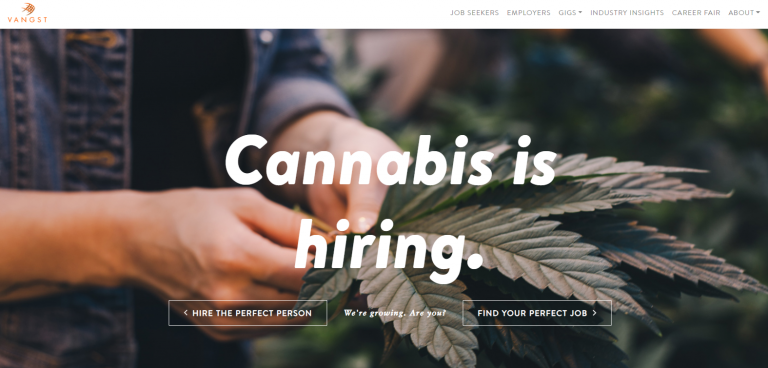 VANGST
JOB SEEKERS EMPLOYERS GIGS INDUSTRY INSIGHTS CAREER FAIR ABOUT
Cannabis is
hiring.
HIRE THE PERFECT PERSON We're growing. Are you? FIND YOUR PERFECT JOB